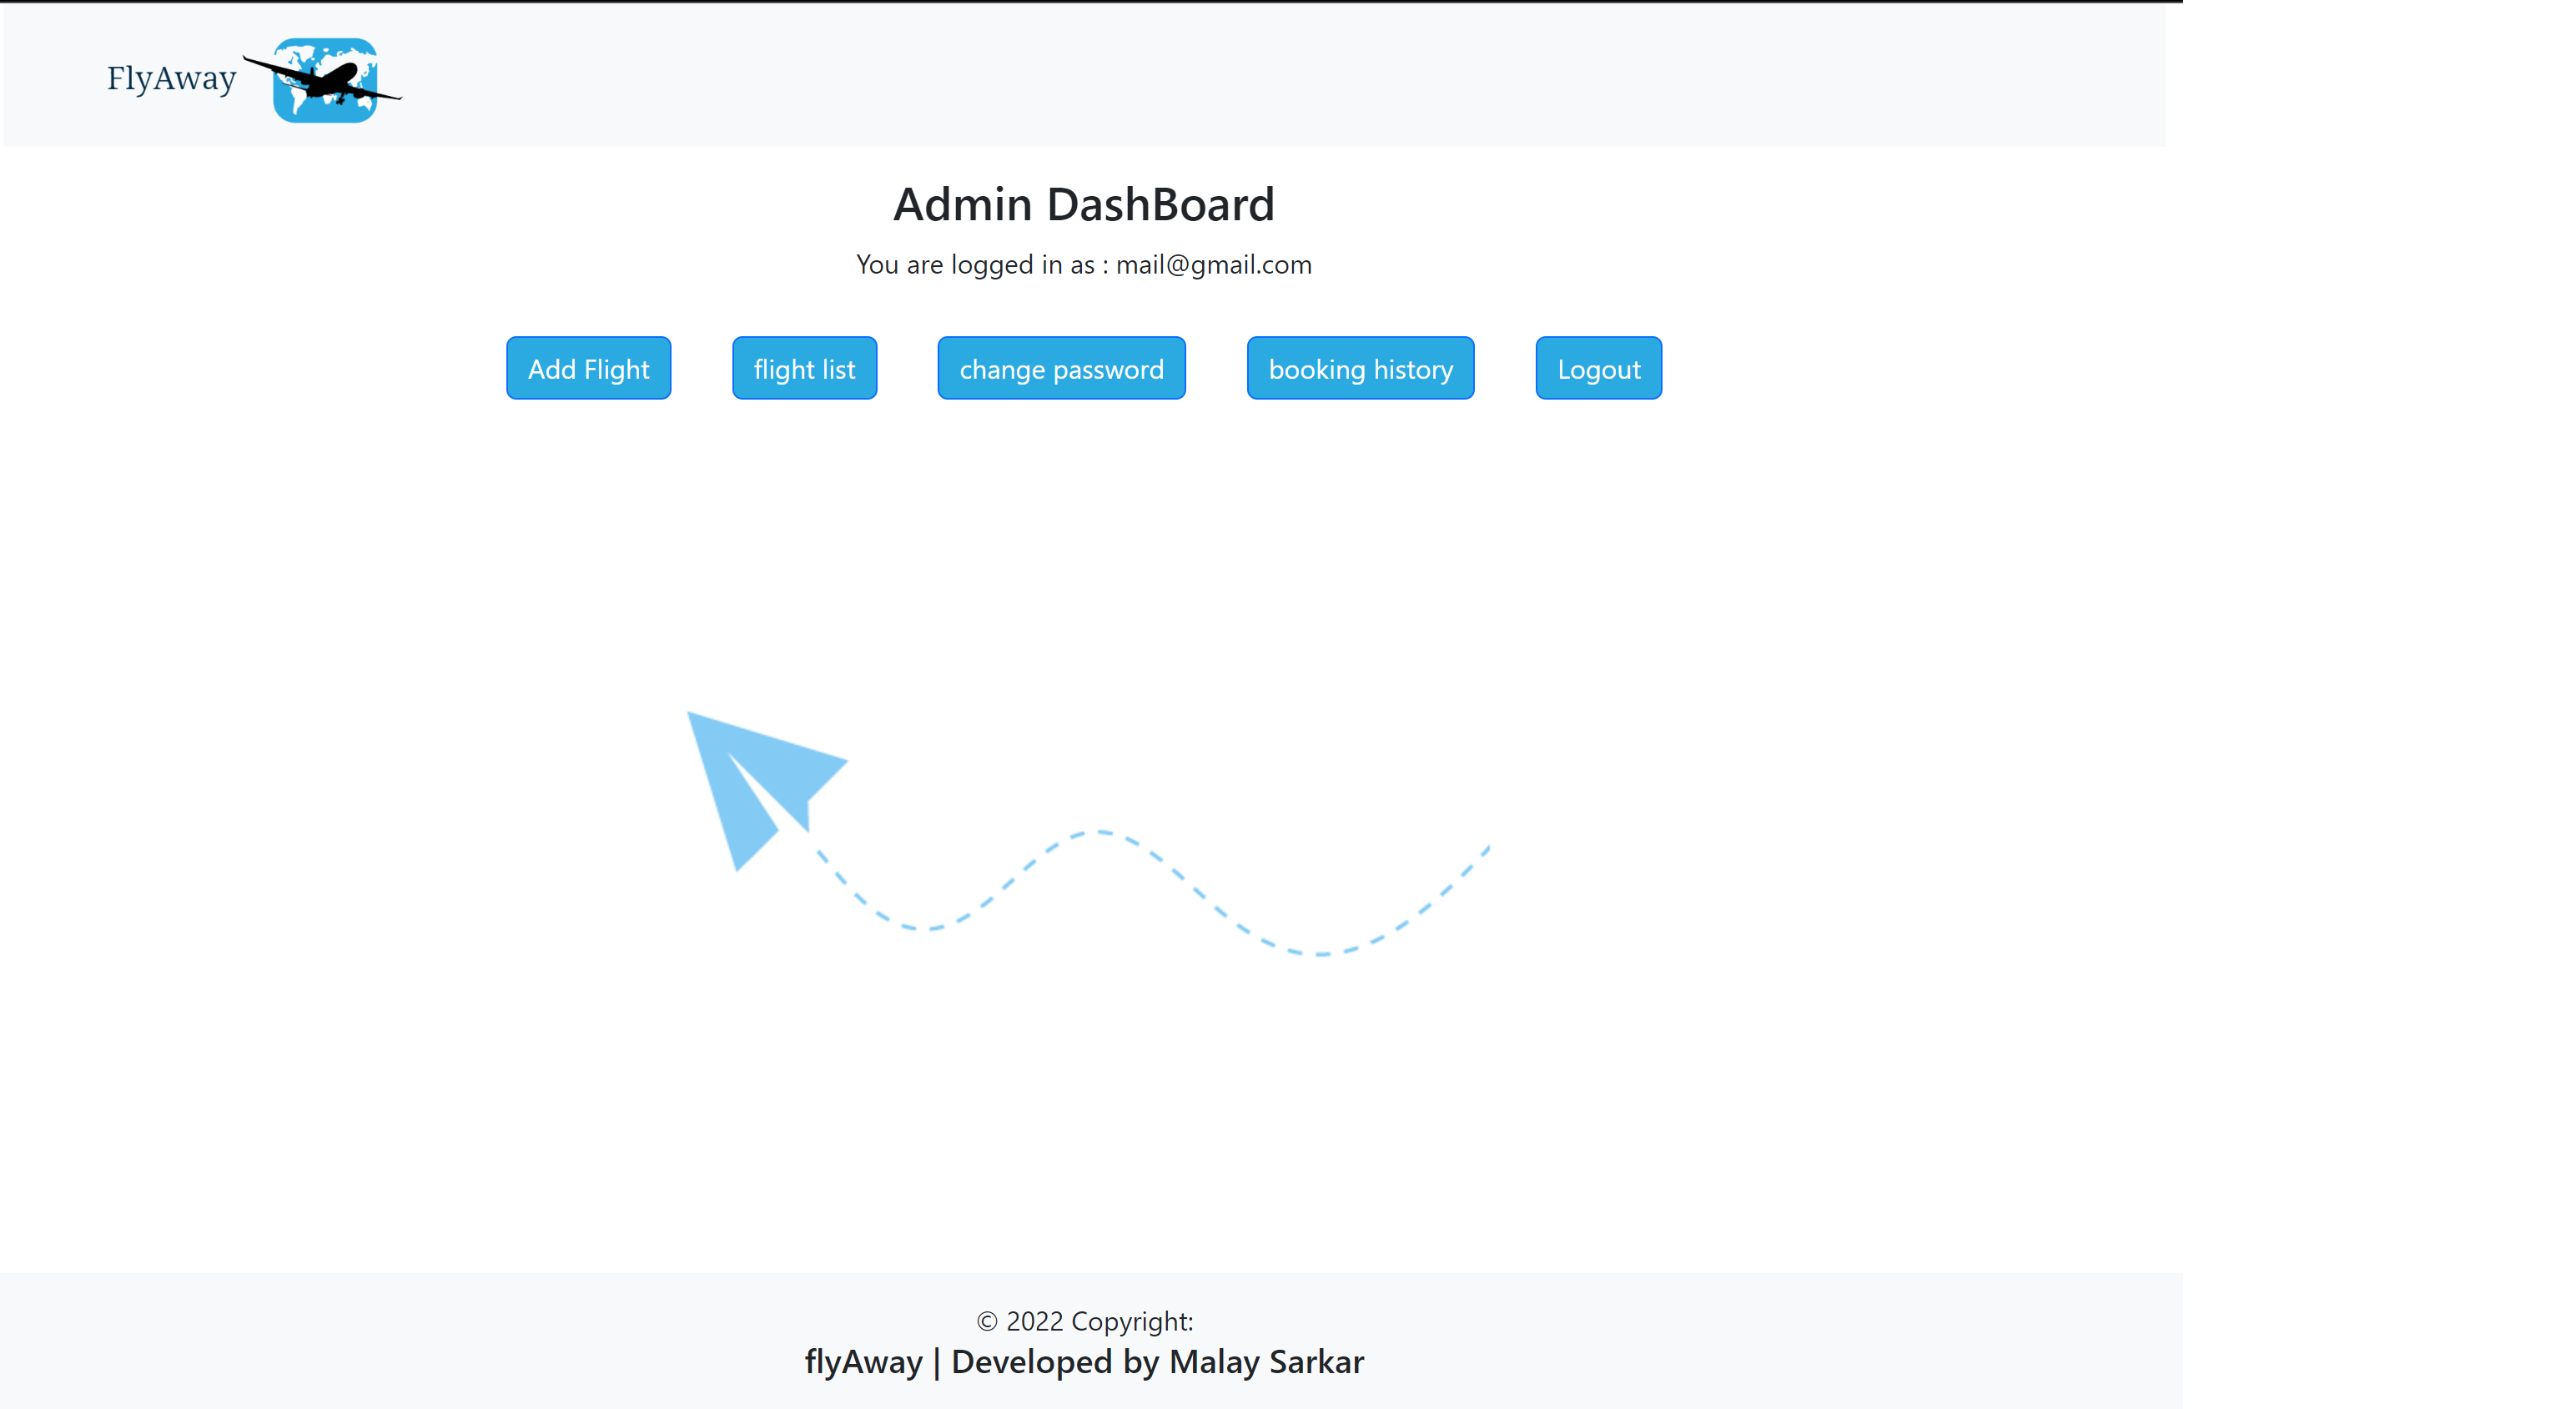 FlyAway
Admin DashBoard
You are logged in as : mail@gmail.com
Add Flight flight list change password booking history Logout
© 2022 Copyright:
flyAway | Developed by Malay Sarkar